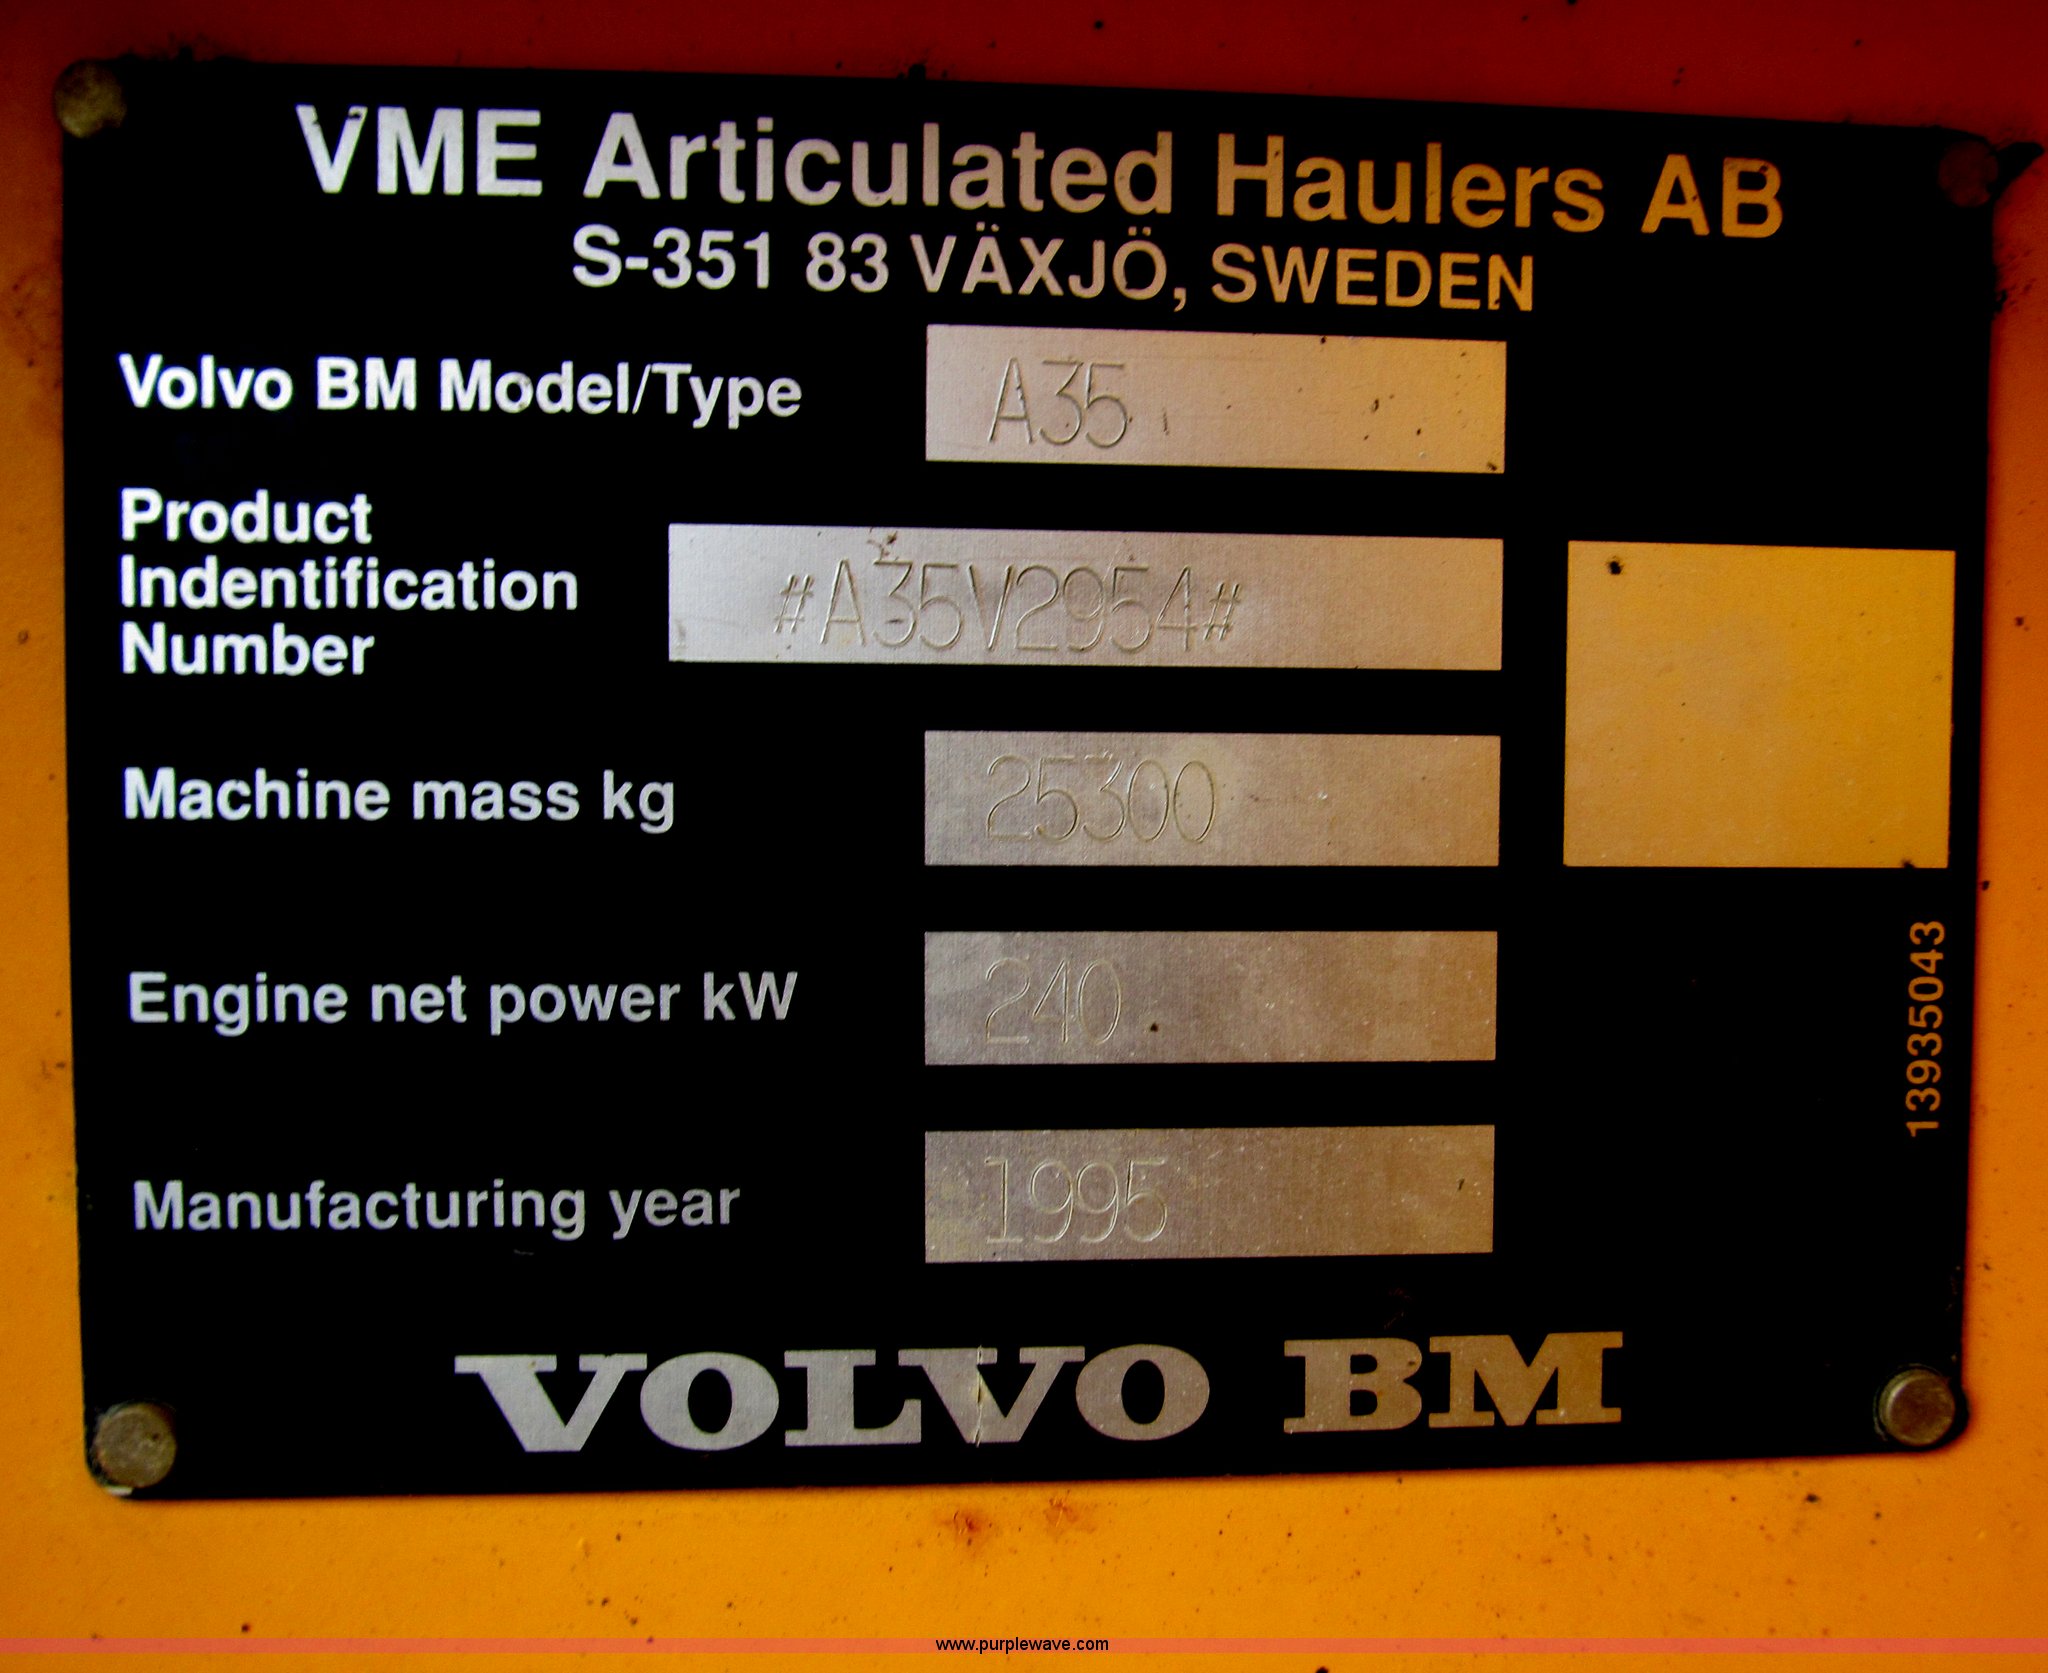 VME Articulated Haulers AB
S-351 83 VÄXJÖ, SWEDEN
Volvo BM Model/Type A35
Product
Indentification
Number
#A35V2954#
Machine mass kg 25300
Engine net power kW 240
Manufacturing year 1995
13935043
VOLVO BM
www.purplewave.com